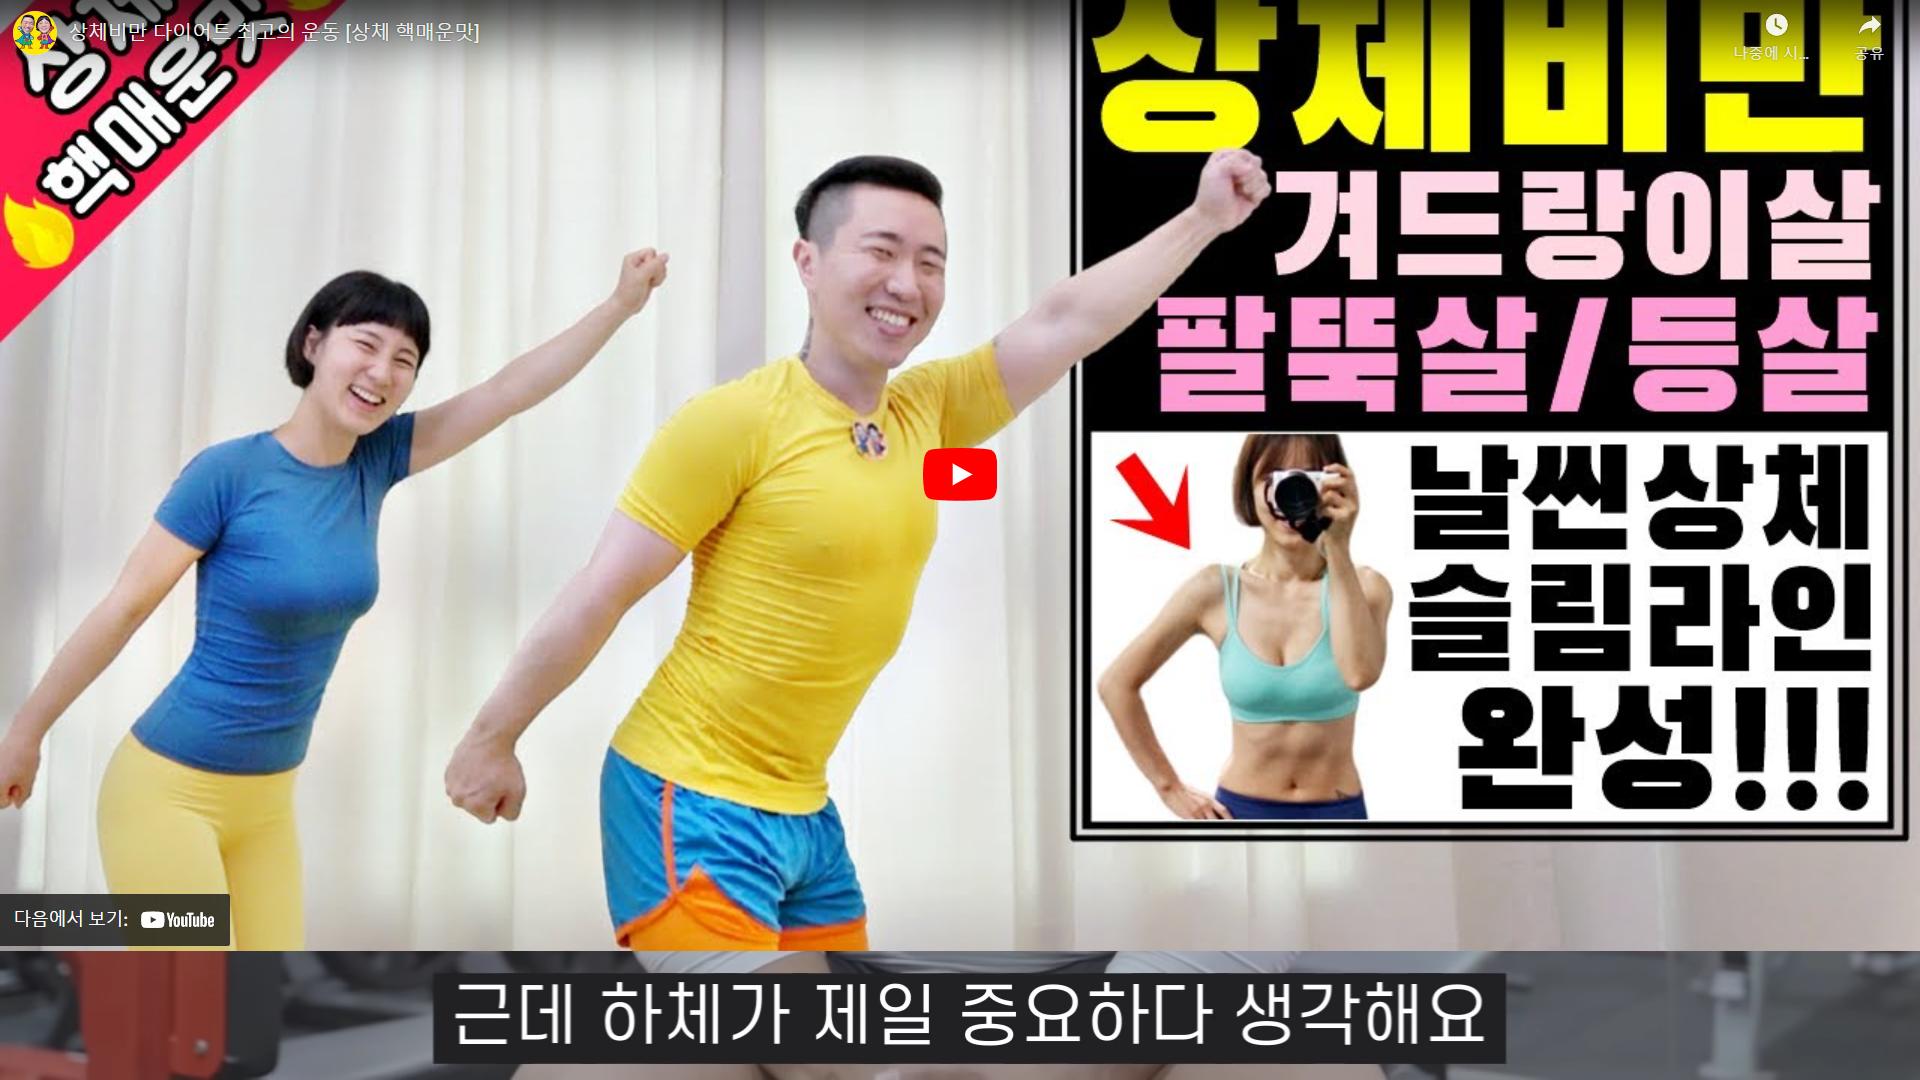 상체비만 다이어트 최고의 운동 [상체 핵매운맛]
나중에 시...
공유
상체
핵매운맛
상체비만
겨드랑이살
팔뚝살/등살
날씬상체
슬림라인
완성!!!
다음에서 보기: YouTube
근데 하체가 제일 중요하다 생각해요